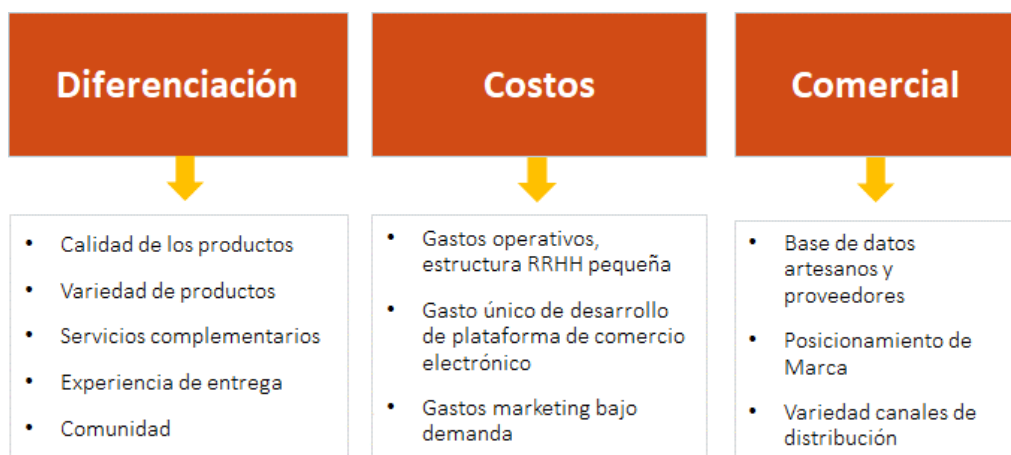 Diferenciación
• Calidad de los productos
• Variedad de productos
• Servicios complementarios
• Experiencia de entrega
• Comunidad
Costos
• Gastos operativos,
estructura RRHH pequeña
• Gasto único de desarrollo
de plataforma de comercio
electrónico
• Gastos marketing bajo
demanda
Comercial
• Base de datos
artesanos y
proveedores
• Posicionamiento de
Marca
• Variedad canales de
distribución